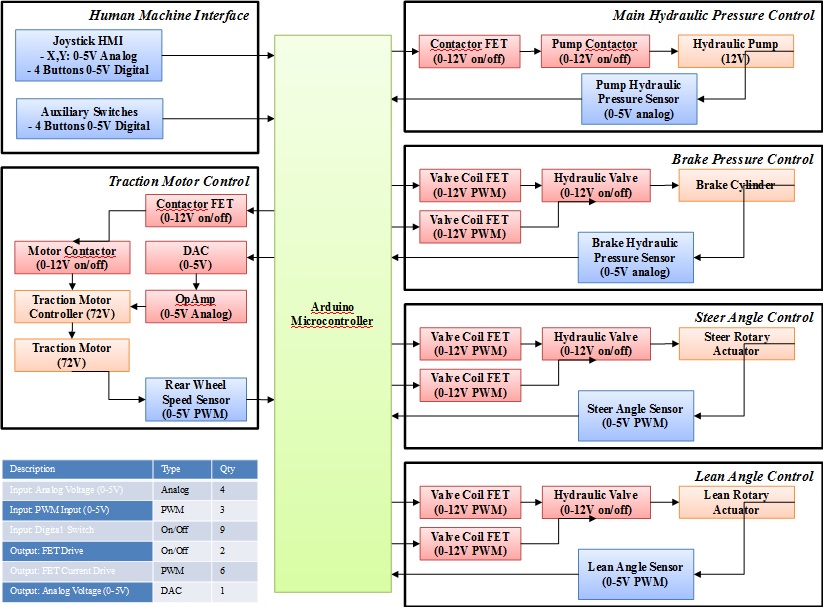 Human Machine Interface
Joystick HMI
- X,Y: 0-5V Analog
- 4 Buttons 0-5V Digital
Auxiliary Switches
- 4 Buttons 0-5V Digital
Traction Motor Control
Contactor FET
(0-12V on/off)
Motor Contactor
(0-12V on/off)
DAC
(0-5V)
Traction Motor
Controller (72V)
OpAmp
(0-5V Analog)
Traction Motor
(72V)
Rear Wheel
Speed Sensor
(0-5V PWM)
Description Type Qty
Input: Analog Voltage (0-5V) Analog 4
Input: PWM Input (0-5V) PWM 3
Input: Digital Switch On/Off 9
Output: FET Drive On/Off 2
Output: FET Current Drive PWM 6
Output: Analog Voltage (0-5V) DAC 1
Arduino
Microcontroller
Main Hydraulic Pressure Control
Contactor FET
(0-12V on/off)
Pump Contactor
(0-12V on/off)
Hydraulic Pump
(12V)
Pump Hydraulic
Pressure Sensor
(0-5V analog)
Brake Pressure Control
Valve Coil FET
(0-12V PWM)
Hydraulic Valve
(0-12V on/off)
Brake Cylinder
Valve Coil FET
(0-12V PWM)
Brake Hydraulic
Pressure Sensor
(0-5V analog)
Steer Angle Control
Valve Coil FET
(0-12V PWM)
Hydraulic Valve
(0-12V on/off)
Steer Rotary
Actuator
Valve Coil FET
(0-12V PWM)
Steer Angle Sensor
(0-5V PWM)
Lean Angle Control
Valve Coil FET
(0-12V PWM)
Hydraulic Valve
(0-12V on/off)
Lean Rotary
Actuator
Valve Coil FET
(0-12V PWM)
Lean Angle Sensor
(0-5V PWM)